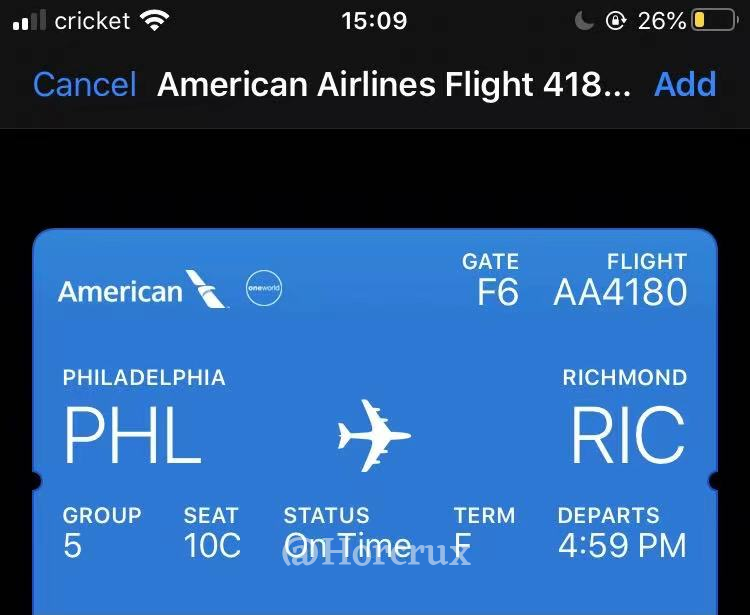 cricket 15:09 26%
Cancel American Airlines Flight 418... Add
GATE FLIGHT
American oneworld F6 AA4180
PHILADELPHIA RICHMOND
PHL RIC
GROUP SEAT STATUS TERM DEPARTS
5 10C On Time F 4:59 PM
@Horcrux